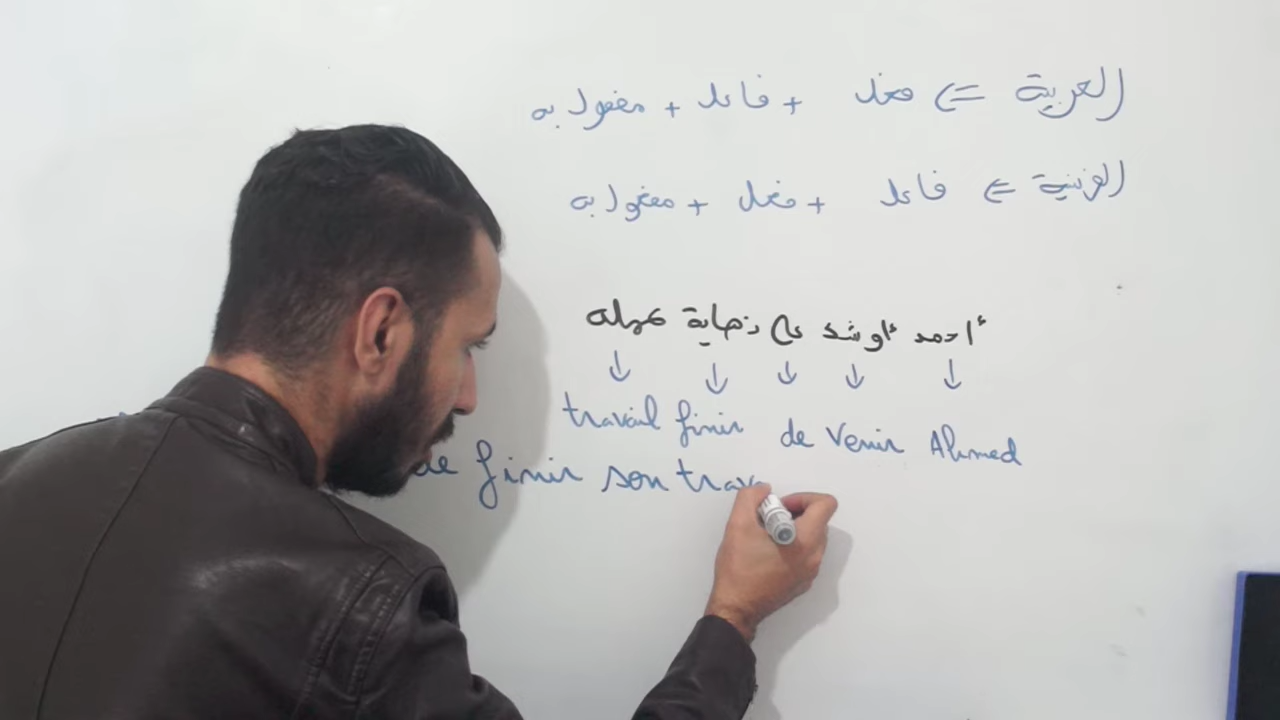 العربية => فعل + فاعل + مفعول به
الفرنسية => فاعل + فعل + مفعول به
أحمد أوشك على نهاية عمله
travail finir de Venir Ahmed
de finir son trav